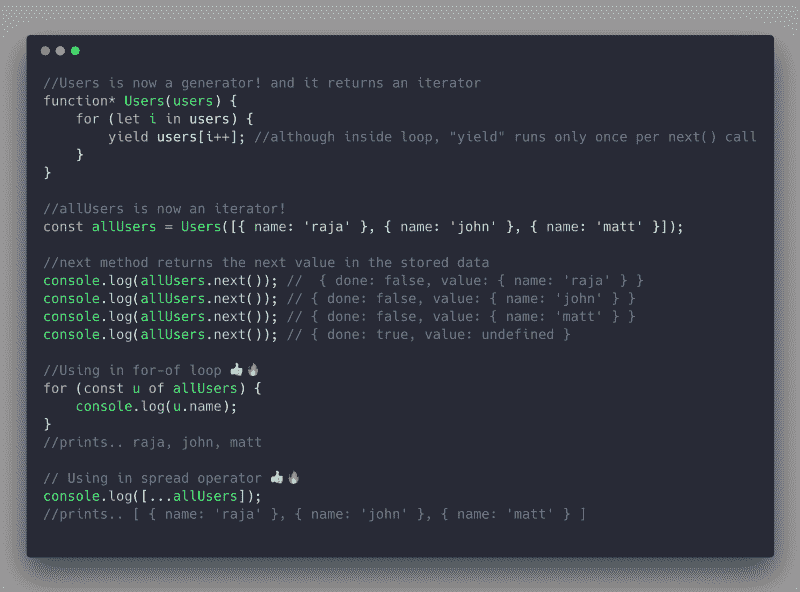 //Users is now a generator! and it returns an iterator
function* Users(users) {
    for (let i in users) {
        yield users[i++]; //although inside loop, "yield" runs only once per next() call
    }
}

//allUsers is now an iterator!
const allUsers = Users([{ name: 'raja' }, { name: 'john' }, { name: 'matt' }]);

//next method returns the next value in the stored data
console.log(allUsers.next()); //  { done: false, value: { name: 'raja' } }
console.log(allUsers.next()); // { done: false, value: { name: 'john' } }
console.log(allUsers.next()); // { done: false, value: { name: 'matt' } }
console.log(allUsers.next()); // { done: true, value: undefined }

//Using in for-of loop 👍🔥
for (const u of allUsers) {
    console.log(u.name);
}
//prints.. raja, john, matt

// Using in spread operator 👍🔥
console.log([...allUsers]);
//prints.. [ { name: 'raja' }, { name: 'john' }, { name: 'matt' } ]